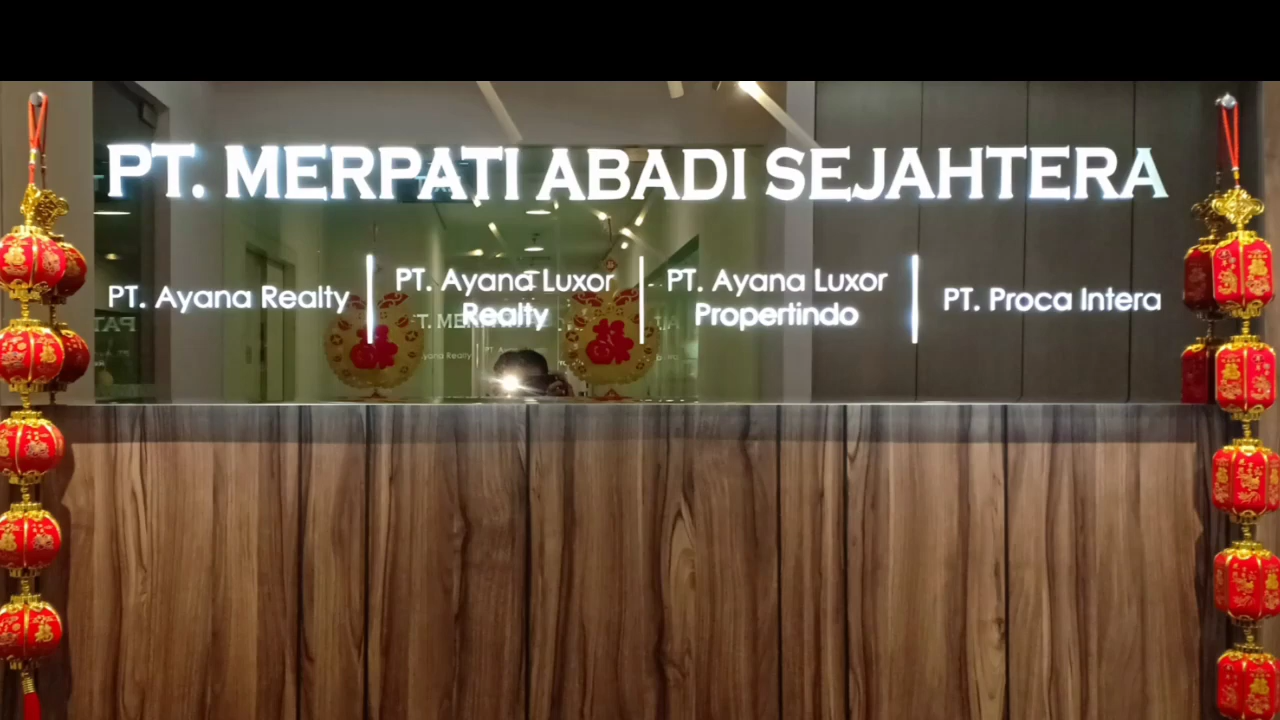 PT. MERPATI ABADI SEJAHTERA
PT. Ayana Realty
PT. Ayana Luxor
Realty
PT. Ayana Luxor
Propertindo
PT. Proca Intera